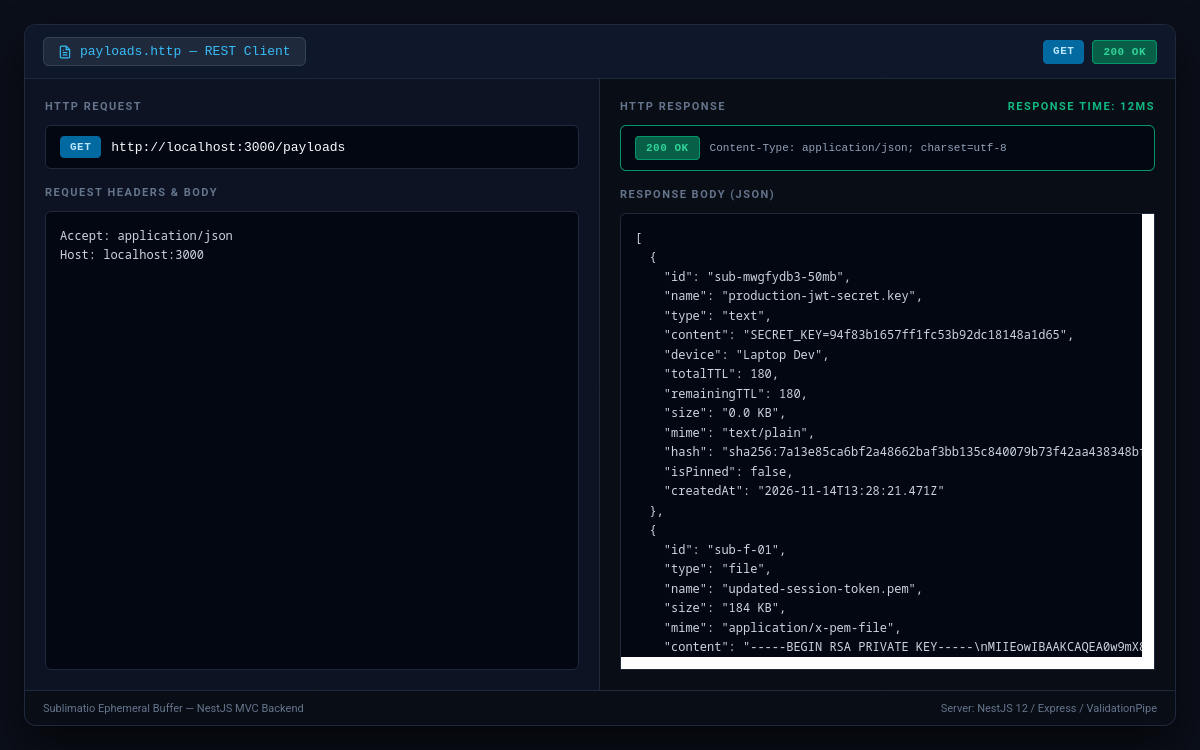 payloads.http — REST Client
GET
200 OK
HTTP REQUEST
GET http://localhost:3000/payloads
REQUEST HEADERS & BODY
Accept: application/json
Host: localhost:3000
HTTP RESPONSE
RESPONSE TIME: 12MS
200 OK Content-Type: application/json; charset=utf-8
RESPONSE BODY (JSON)
[
  {
    "id": "sub-mwgfydb3-50mb",
    "name": "production-jwt-secret.key",
    "type": "text",
    "content": "SECRET_KEY=94f83b1657ff1fc53b92dc18148a1d65",
    "device": "Laptop Dev",
    "totalTTL": 180,
    "remainingTTL": 180,
    "size": "0.0 KB",
    "mime": "text/plain",
    "hash": "sha256:7a13e85ca6bf2a48662baf3bb135c840079b73f42aa438348b
    "isPinned": false,
    "createdAt": "2026-11-14T13:28:21.471Z"
  },
  {
    "id": "sub-f-01",
    "type": "file",
    "name": "updated-session-token.pem",
    "size": "184 KB",
    "mime": "application/x-pem-file",
    "content": "-----BEGIN RSA PRIVATE KEY-----\nMIIEowIBAAKCAQEA0w9mX
Sublimatio Ephemeral Buffer — NestJS MVC Backend
Server: NestJS 12 / Express / ValidationPipe